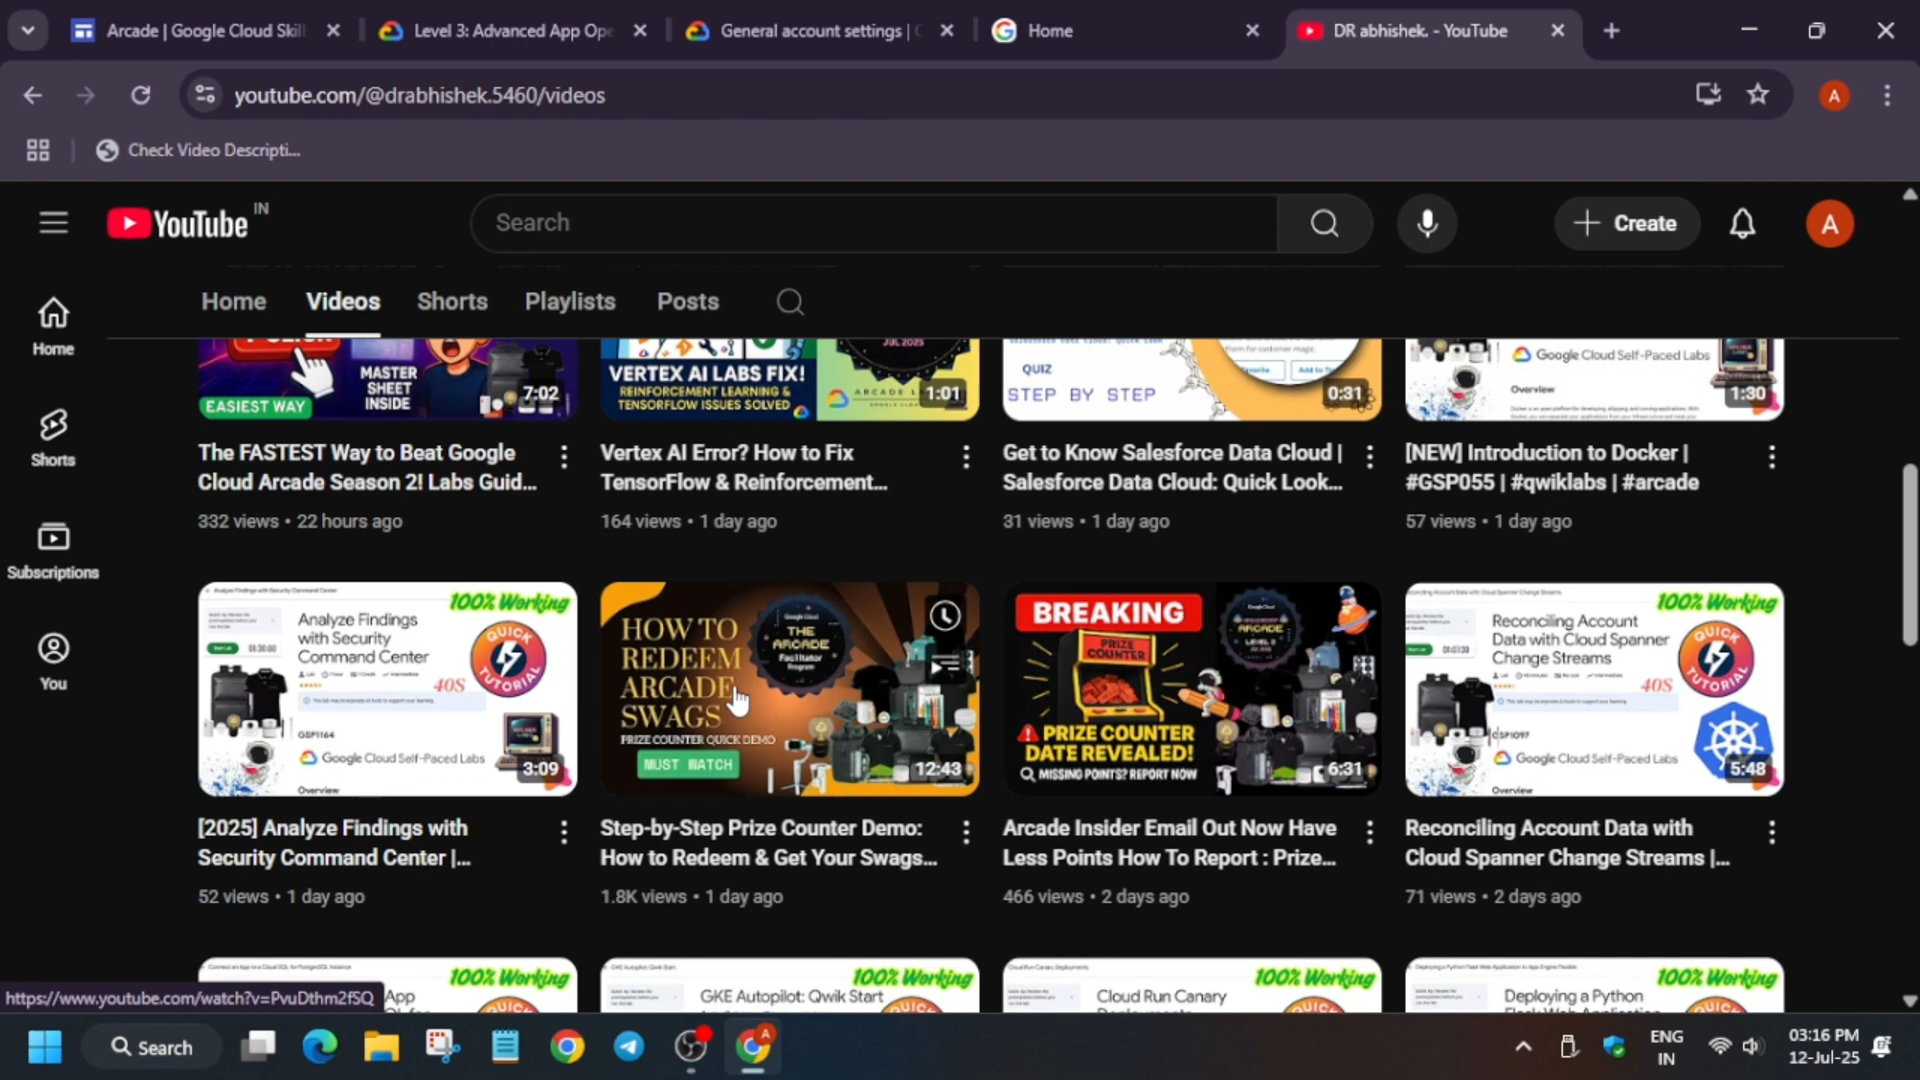 Arcade | Google Cloud Skil
Level 3: Advanced App Ope
General account settings |
Home
DR abhishek. - YouTube
youtube.com/@drabhishek.5460/videos
A
Check Video Descripti...
YouTube
IN
Search
Create
A
Home
Videos
Shorts
Playlists
Posts
Home
Shorts
Subscriptions
You
EASIEST WAY
MASTER
SHEET
INSIDE
7:02
VERTEX AI LABS FIX!
REINFORCEMENT LEARNING &
TENSORFLOW ISSUES SOLVED
JUL 2025
1:01
QUIZ
STEP BY STEP
0:31
Google Cloud Self-Paced Labs
Overview
1:30
The FASTEST Way to Beat Google
Cloud Arcade Season 2! Labs Guid...
332 views • 22 hours ago
Vertex AI Error? How to Fix
TensorFlow & Reinforcement...
164 views • 1 day ago
Get to Know Salesforce Data Cloud |
Salesforce Data Cloud: Quick Look...
31 views • 1 day ago
[NEW] Introduction to Docker |
#GSP055 | #qwiklabs | #arcade
57 views • 1 day ago
100% Working
Analyze Findings
with Security
Command Center
QUICK
TUTORIAL
40S
GSP1164
Google Cloud Self-Paced Labs
Overview
3:09
HOW TO
REDEEM
ARCADE
SWAGS
PRIZE COUNTER QUICK DEMO
MUST WATCH
Google Cloud
THE
ARCADE
Facilitator
Program
12:43
BREAKING
PRIZE
COUNTER
PRIZE COUNTER
DATE REVEALED!
MISSING POINTS? REPORT NOW
ARCADE
6:31
100% Working
Reconciling Account
Data with Cloud Spanner
Change Streams
QUICK
TUTORIAL
40S
Google Cloud Self-Paced Labs
Overview
5:48
[2025] Analyze Findings with
Security Command Center |...
52 views • 1 day ago
Step-by-Step Prize Counter Demo:
How to Redeem & Get Your Swags...
1.8K views • 1 day ago
Arcade Insider Email Out Now Have
Less Points How To Report : Prize...
466 views • 2 days ago
Reconciling Account Data with
Cloud Spanner Change Streams |...
71 views • 2 days ago
100% Working
App
100% Working
GKE Autopilot: Qwik Start
100% Working
Cloud Run Canary
100% Working
Deploying a Python
https://www.youtube.com/watch?v=PvuDthm2fSQ
Search
A
ENG
IN
03:16 PM
12-Jul-25